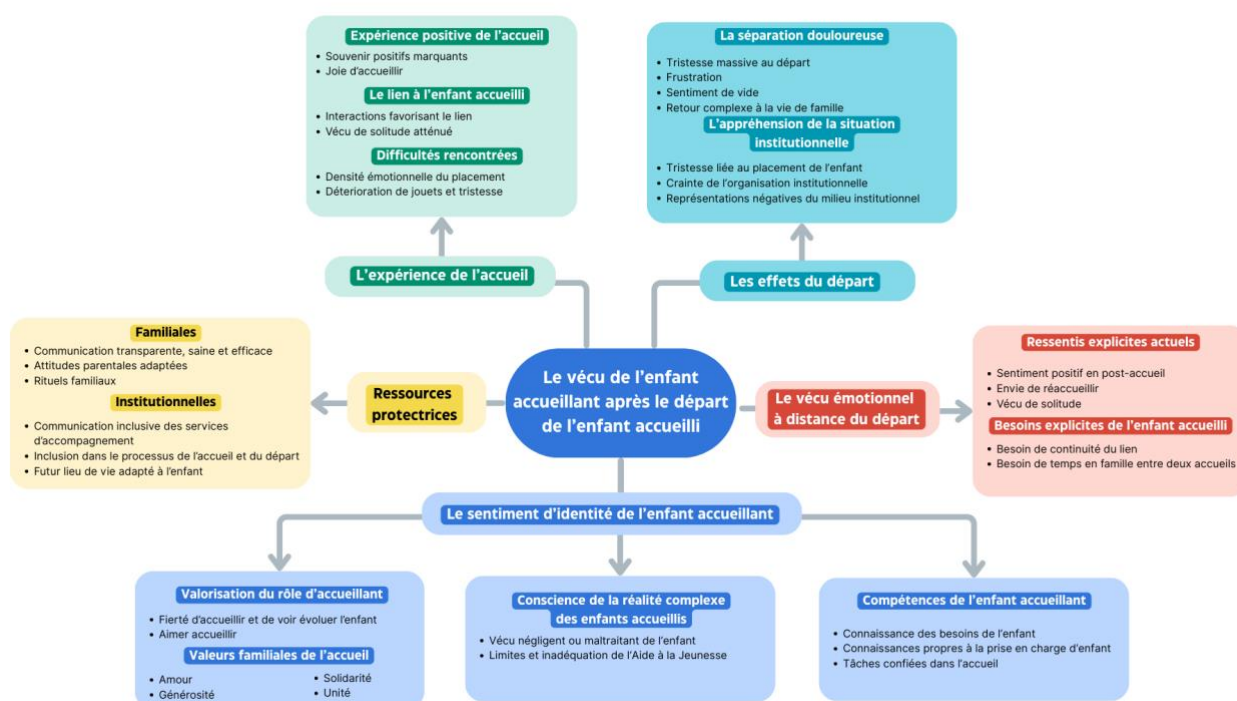 Expérience positive de l'accueil
• Souvenir positifs marquants
• Joie d'accueillir
Le lien à l'enfant accueilli
• Interactions favorisant le lien
• Vécu de solitude atténué
Difficultés rencontrées
• Densité émotionnelle du placement
• Déterioration de jouets et tristesse
La séparation douloureuse
• Tristesse massive au départ
• Frustration
• Sentiment de vide
• Retour complexe à la vie de famille
L'appréhension de la situation
institutionnelle
• Tristesse liée au placement de l'enfant
• Crainte de l'organisation institutionnelle
• Représentations négatives du milieu institutionnel
L'expérience de l'accueil
Les effets du départ
Familiales
• Communication transparente, saine et efficace
• Attitudes parentales adaptées
• Rituels familiaux
Institutionnelles
• Communication inclusive des services
d'accompagnement
• Inclusion dans le processus de l'accueil et du départ
• Futur lieu de vie adapté à l'enfant
Ressources
protectrices
Le vécu de l'enfant
accueillant après le départ
de l'enfant accueilli
Le vécu émotionnel
à distance du départ
Ressentis explicites actuels
• Sentiment positif en post-accueil
• Envie de réaccueillir
• Vécu de solitude
Besoins explicites de l'enfant accueilli
• Besoin de continuité du lien
• Besoin de temps en famille entre deux accueils
Le sentiment d'identité de l'enfant accueillant
Valorisation du rôle d'accueillant
• Fierté d'accueillir et de voir évoluer l'enfant
• Aimer accueillir
Valeurs familiales de l'accueil
• Amour
• Générosité
• Solidarité
• Unité
Conscience de la réalité complexe
des enfants accueillis
• Vécu négligent ou maltraitant de l'enfant
• Limites et inadéquation de l'Aide à la Jeunesse
Compétences de l'enfant accueillant
• Connaissance des besoins de l'enfant
• Connaissances propres à la prise en charge d'enfant
• Tâches confiées dans l'accueil